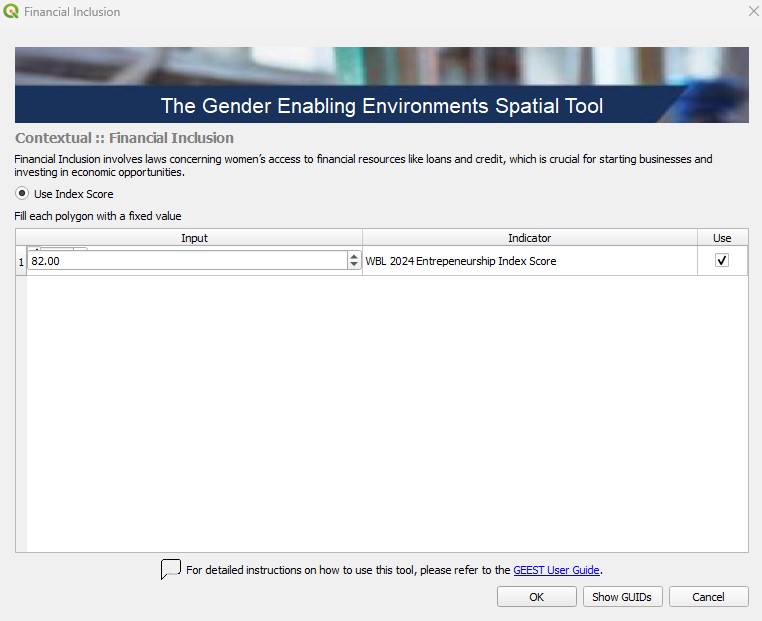 Financial Inclusion
The Gender Enabling Environments Spatial Tool
Contextual :: Financial Inclusion
Financial Inclusion involves laws concerning women's access to financial resources like loans and credit, which is crucial for starting businesses and
investing in economic opportunities.
Use Index Score
Fill each polygon with a fixed value
Input Indicator Use
1 82.00 WBL 2024 Entrepeneurship Index Score
For detailed instructions on how to use this tool, please refer to the GEEST User Guide.
OK Show GUIDs Cancel